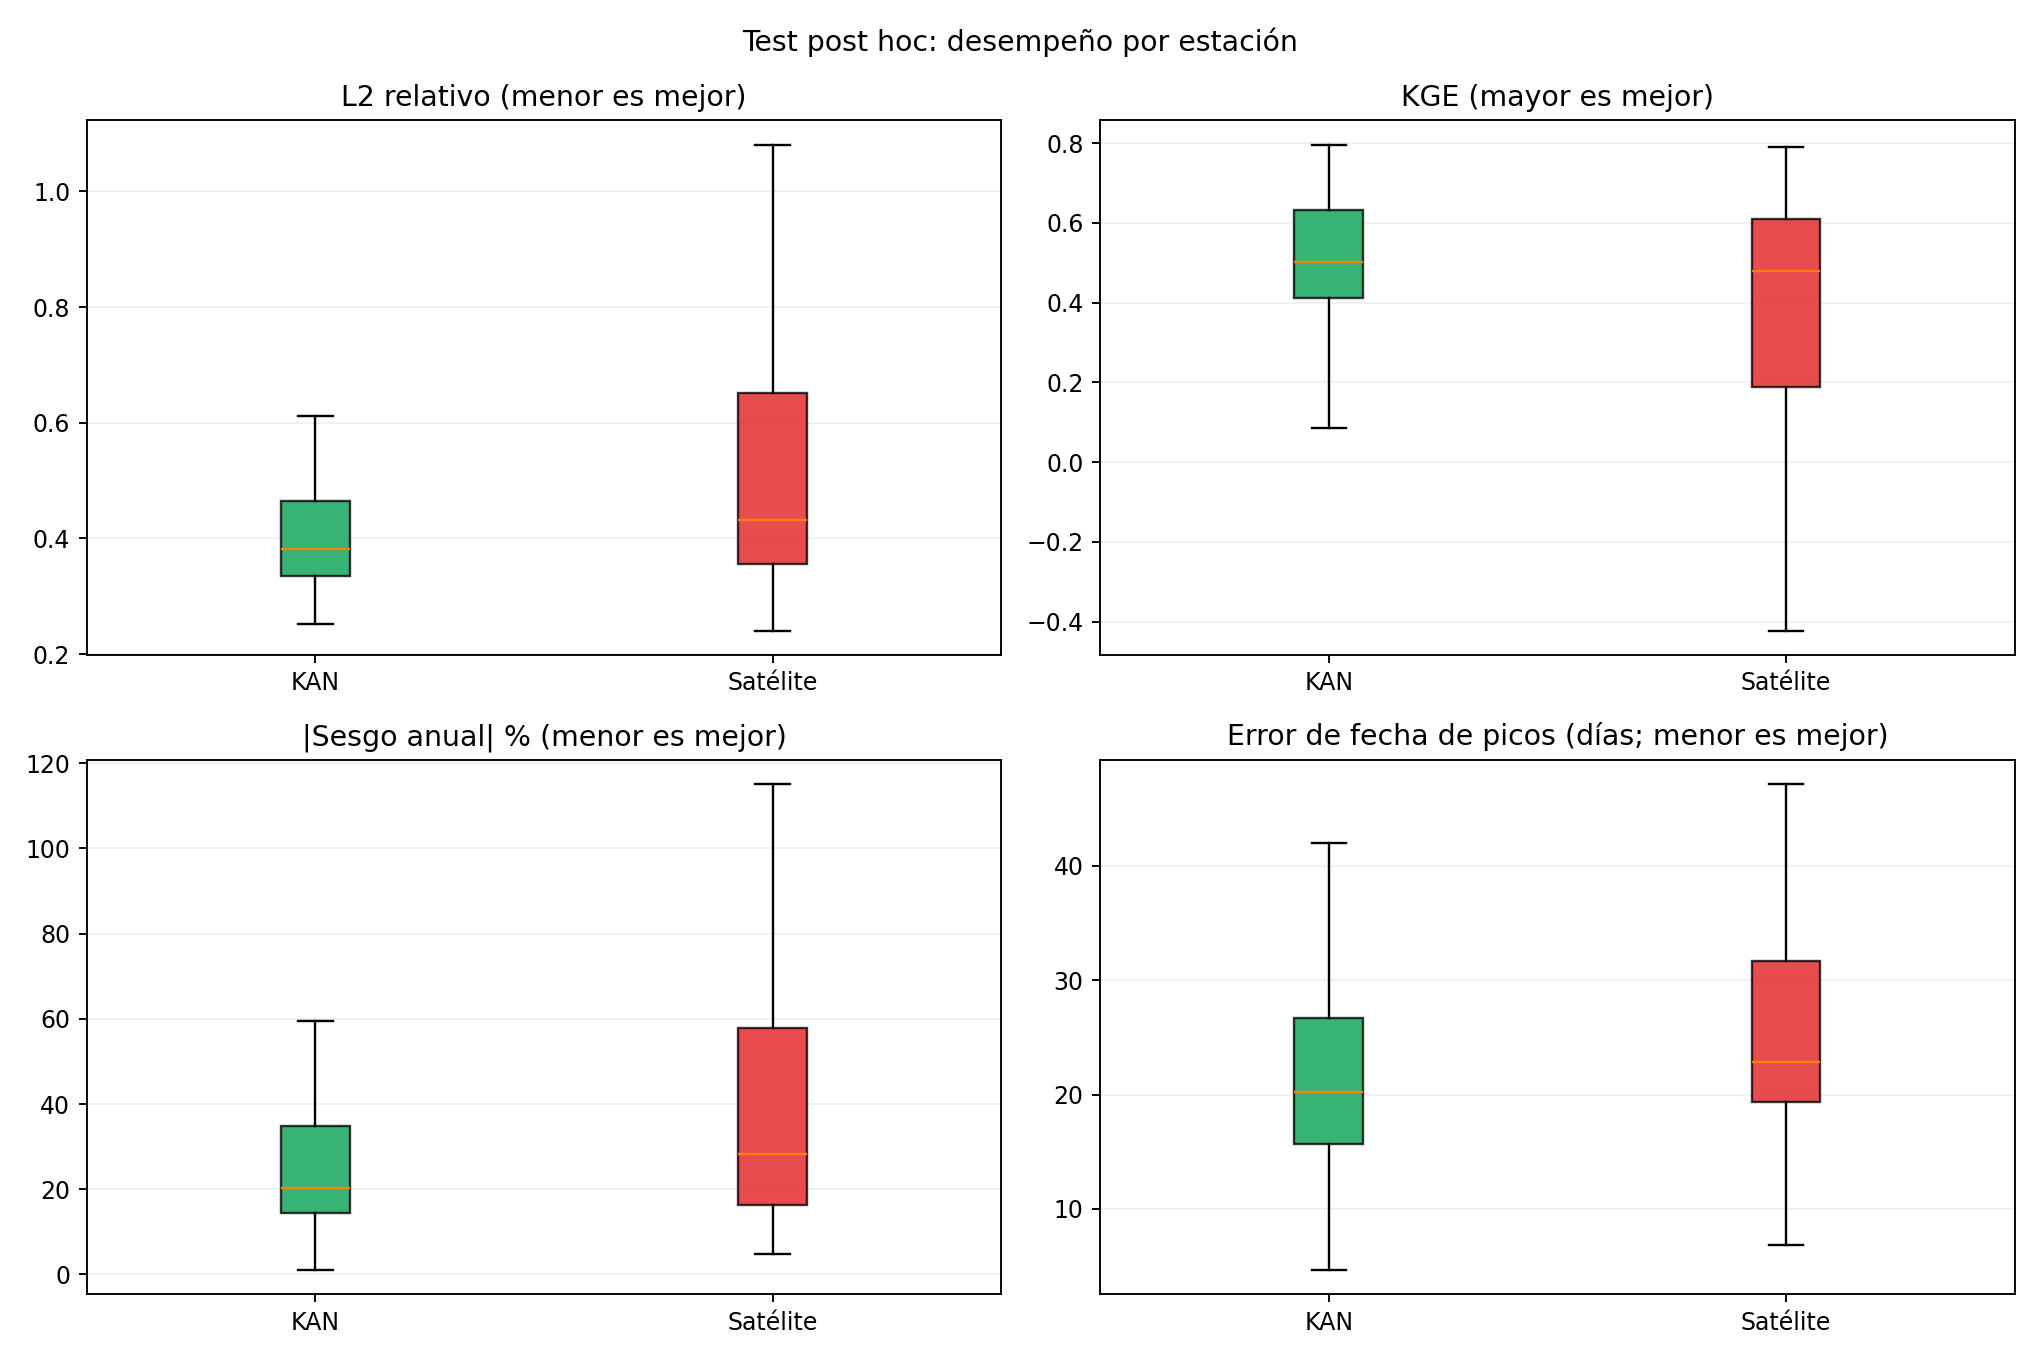 Test post hoc: desempeño por estación
L2 relativo (menor es mejor)
1.0
0.8
0.6
0.4
0.2
KAN
Satélite
KGE (mayor es mejor)
0.8
0.6
0.4
0.2
0.0
−0.2
−0.4
KAN
Satélite
|Sesgo anual| % (menor es mejor)
120
100
80
60
40
20
0
KAN
Satélite
Error de fecha de picos (días; menor es mejor)
40
30
20
10
KAN
Satélite